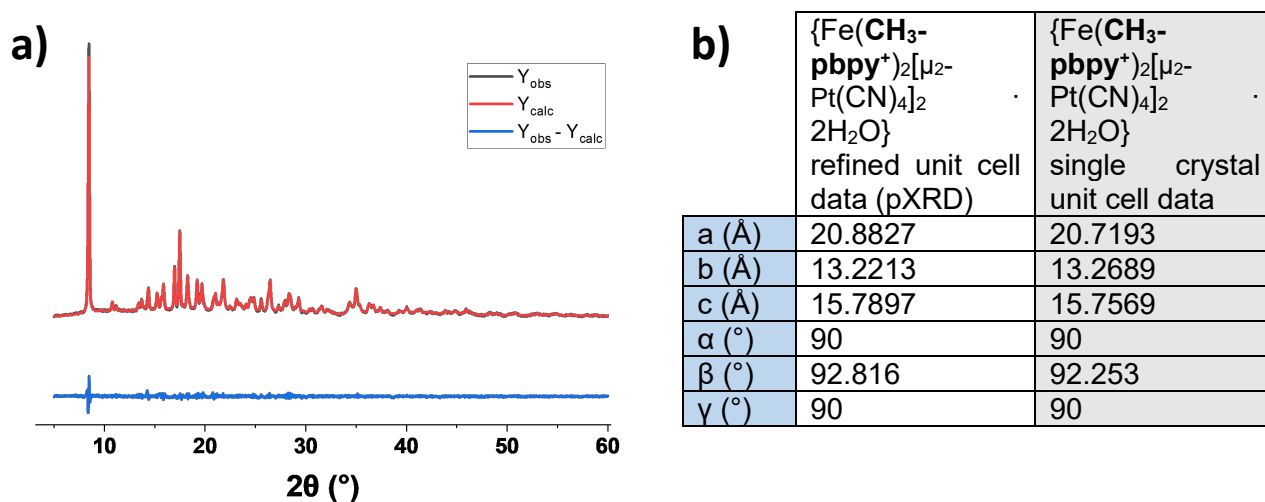 a)
Y_obs
Y_calc
Y_obs - Y_calc
10 20 30 40 50 60
2θ (°)
b)
{Fe(CH₃-
pbpy⁺)₂[μ₂-
Pt(CN)₄]₂ ·
2H₂O}
refined unit cell
data (pXRD)
{Fe(CH₃-
pbpy⁺)₂[μ₂-
Pt(CN)₄]₂ ·
2H₂O}
single crystal
unit cell data
a (Å) 20.8827 20.7193
b (Å) 13.2213 13.2689
c (Å) 15.7897 15.7569
α (°) 90 90
β (°) 92.816 92.253
γ (°) 90 90